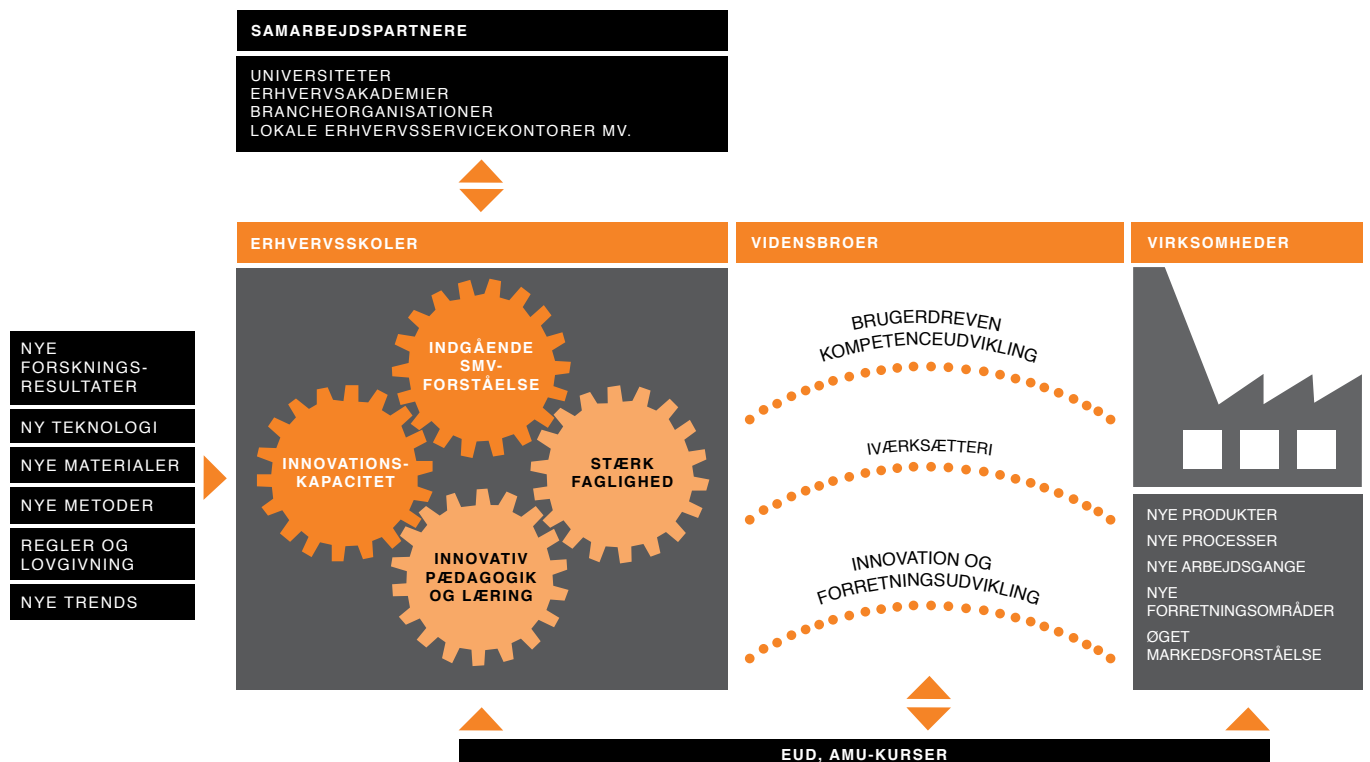 SAMARBEJDSPARTNERE
UNIVERSITETER
ERHVERVSAKADEMIER
BRANCHEORGANISATIONER
LOKALE ERHVERVSSERVICEKONTORER MV.
NYE
FORSKNINGS-
RESULTATER
NY TEKNOLOGI
NYE MATERIALER
NYE METODER
REGLER OG
LOVGIVNING
NYE TRENDS
ERHVERVSSKOLER
INDGÅENDE
SMV-
FORSTÅELSE
INNOVATIONS-
KAPACITET
STÆRK
FAGLIGHED
INNOVATIV
PÆDAGOGIK
OG LÆRING
VIDENSBROER
BRUGERDREVEN
KOMPETENCEUDVIKLING
IVÆRKSÆTTERI
INNOVATION OG
FORRETNINGSUDVIKLING
VIRKSOMHEDER
NYE PRODUKTER
NYE PROCESSER
NYE ARBEJDSGANGE
NYE
FORRETNINGSOMRÅDER
ØGET
MARKEDSFORSTÅELSE
EUD, AMU-KURSER